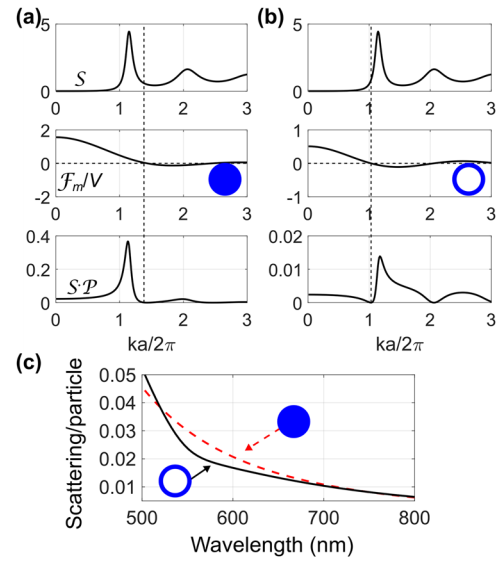 (a)
(b)
5
0
S
0 1 2 3
5
0
0 1 2 3
2
0
-2
ℱₘ/V
0 1 2 3
1
0
-1
0 1 2 3
0.4
0.2
0
S·P
0 1 2 3
ka/2π
0.02
0.01
0
0 1 2 3
ka/2π
(c)
Scattering/particle
0.05
0.04
0.03
0.02
0.01
500 600 700 800
Wavelength (nm)